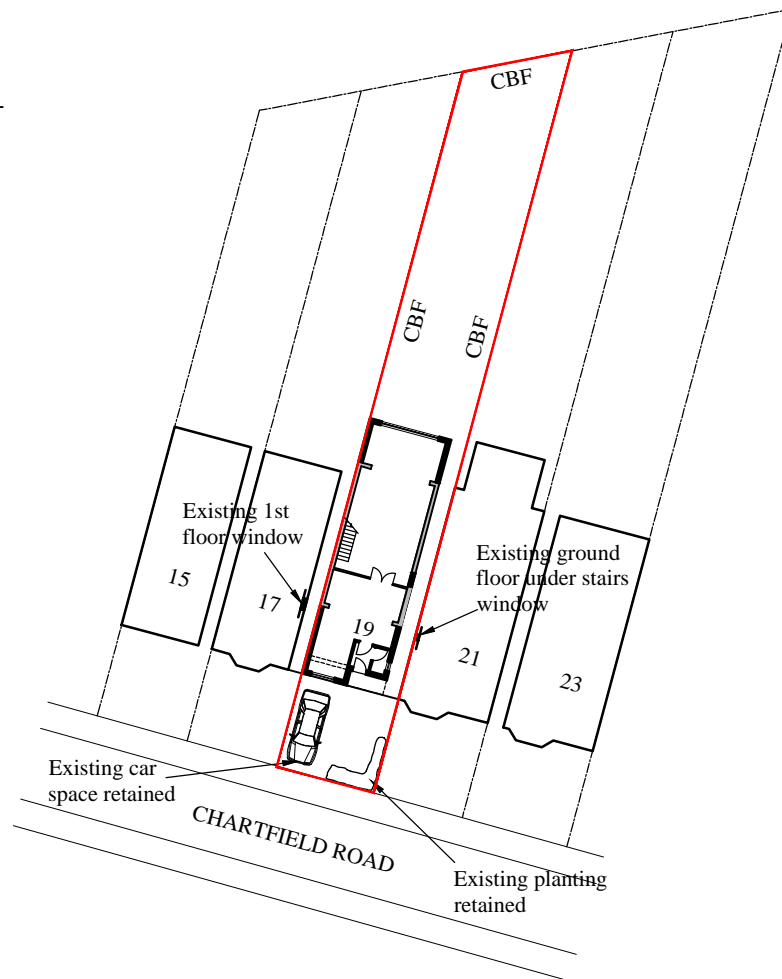 CBF
CBF
CBF
Existing 1st
floor window
Existing ground
floor under stairs
window
15
17
19
21
23
Existing car
space retained
CHARTFIELD ROAD
Existing planting
retained